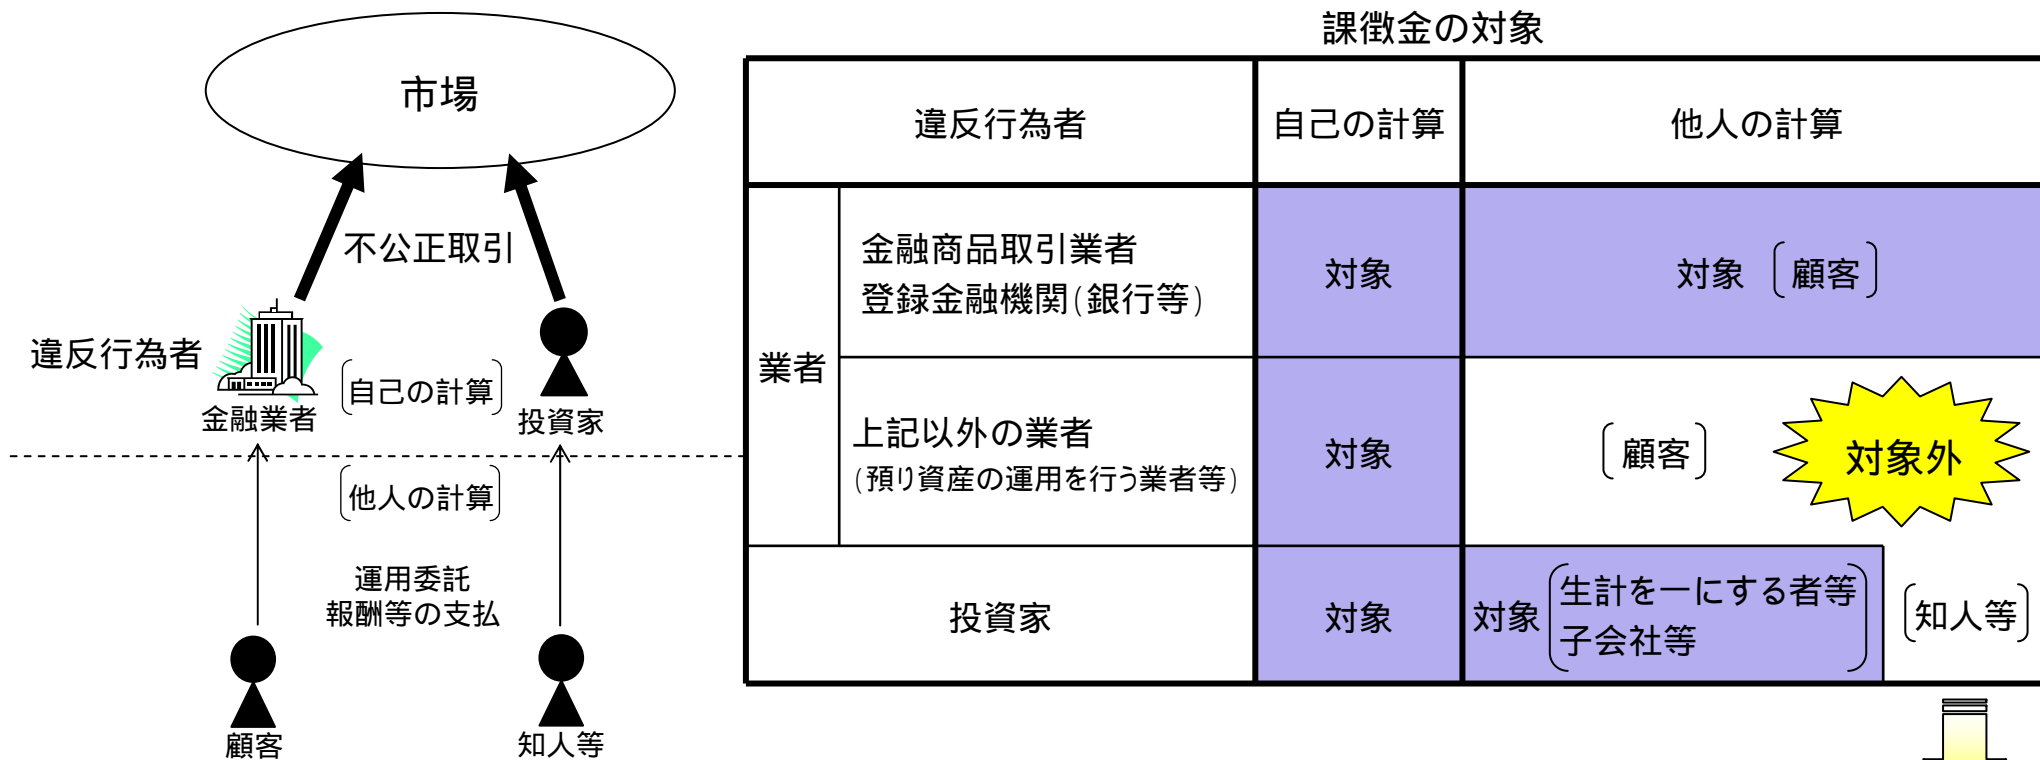 課徴金の対象
市場
不公正取引
違反行為者
金融業者
〔自己の計算〕
投資家
〔他人の計算〕
運用委託
報酬等の支払
顧客
知人等
違反行為者
自己の計算
他人の計算
業者
金融商品取引業者
登録金融機関(銀行等)
対象
対象〔顧客〕
上記以外の業者
(預り資産の運用を行う業者等)
対象
〔顧客〕
対象外
投資家
対象
対象
生計を一にする者等
子会社等
〔知人等〕